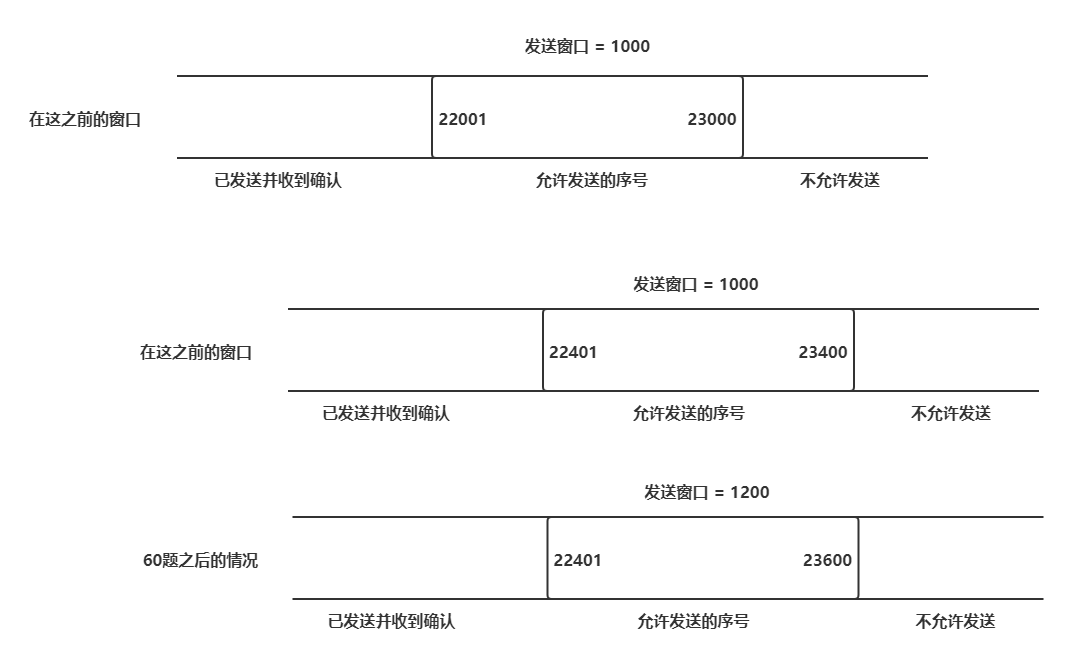 发送窗口 = 1000
在这之前的窗口
22001 23000
已发送并收到确认 允许发送的序号 不允许发送
发送窗口 = 1000
在这之前的窗口
22401 23400
已发送并收到确认 允许发送的序号 不允许发送
发送窗口 = 1200
60题之后的情况
22401 23600
已发送并收到确认 允许发送的序号 不允许发送